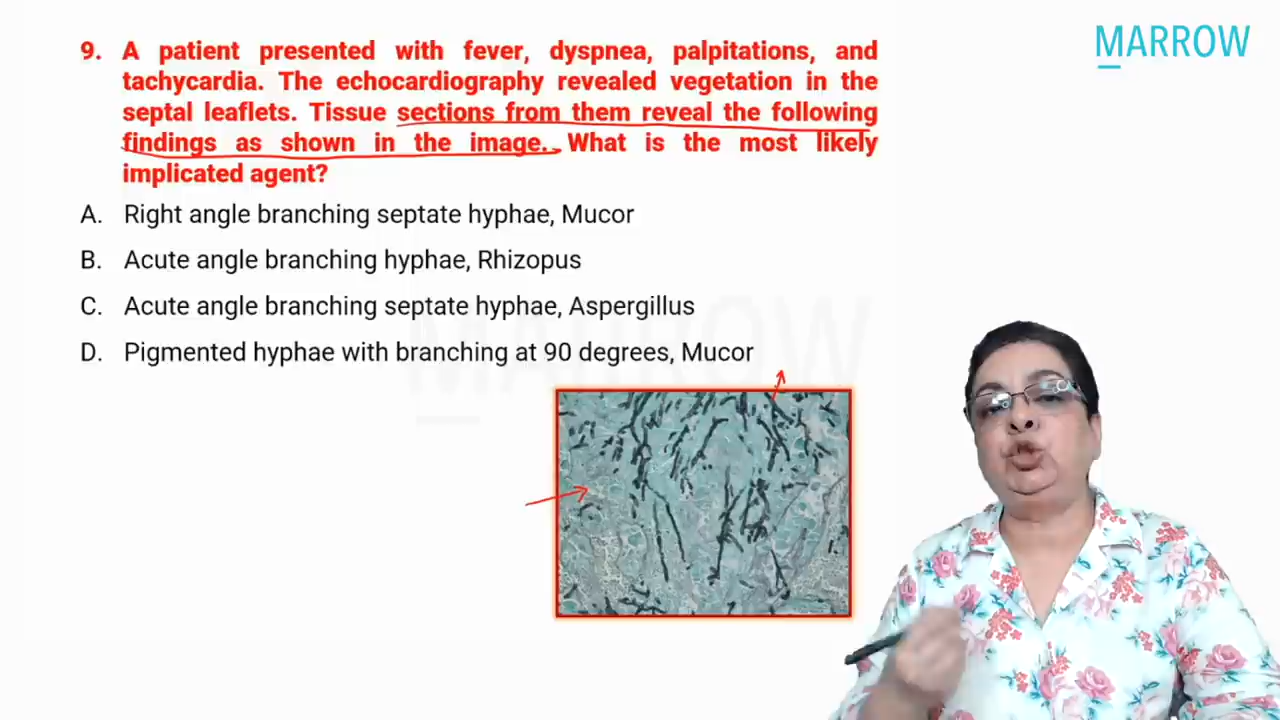 MARROW
9. A patient presented with fever, dyspnea, palpitations, and
tachycardia. The echocardiography revealed vegetation in the
septal leaflets. Tissue sections from them reveal the following
findings as shown in the image. What is the most likely
implicated agent?
A. Right angle branching septate hyphae, Mucor
B. Acute angle branching hyphae, Rhizopus
C. Acute angle branching septate hyphae, Aspergillus
D. Pigmented hyphae with branching at 90 degrees, Mucor
MARROW